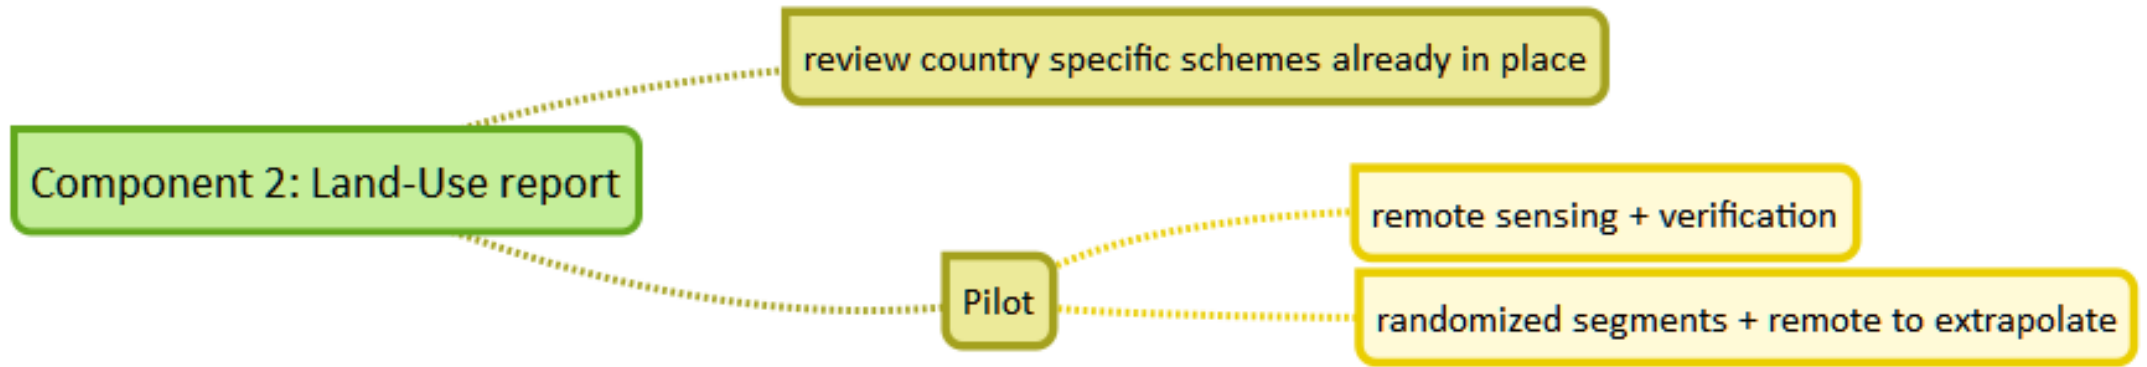 review country specific schemes already in place
Component 2: Land-Use report
remote sensing + verification
Pilot
randomized segments + remote to extrapolate